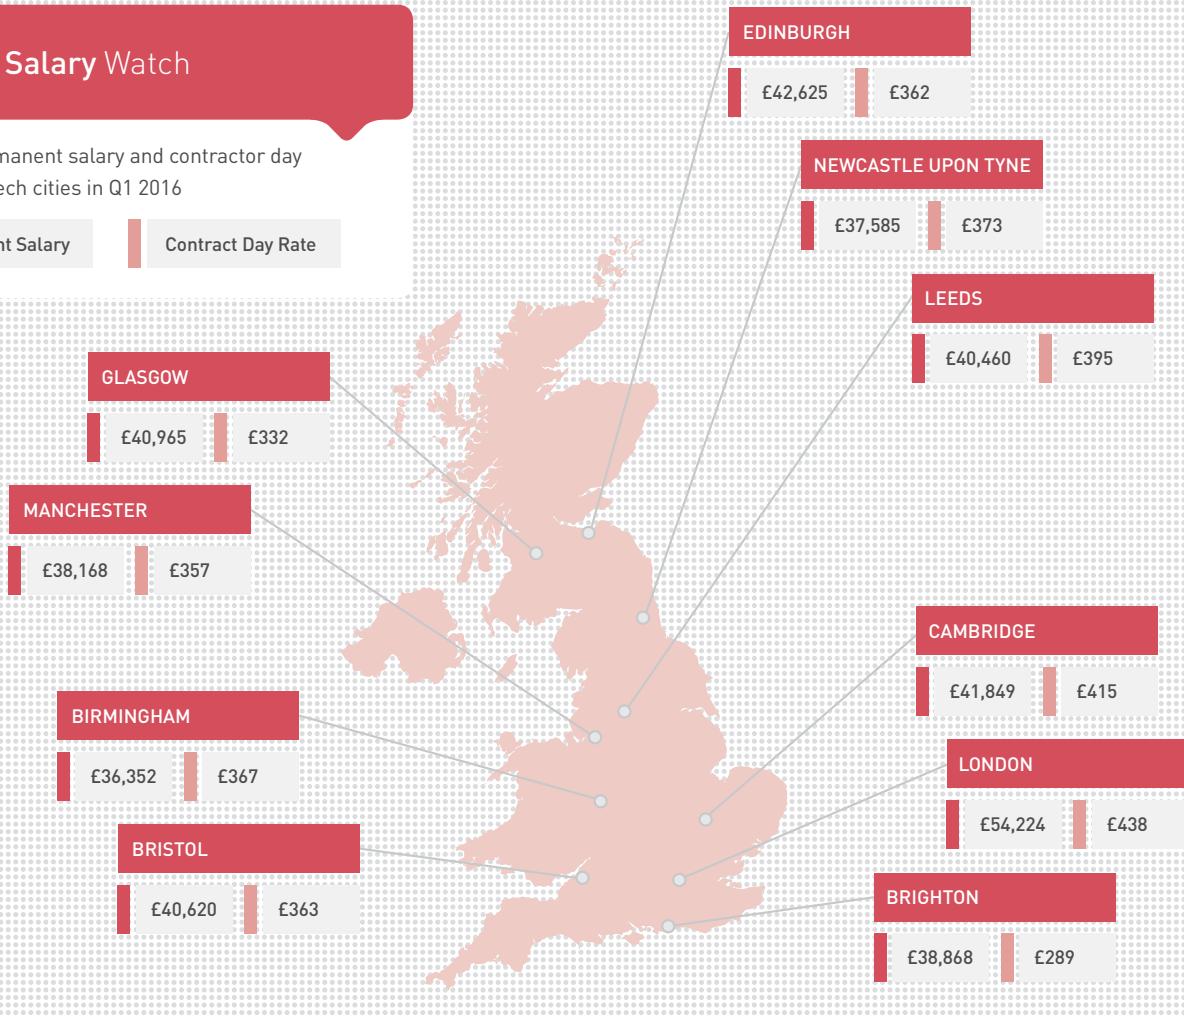 Salary Watch
manent salary and contractor day
ech cities in Q1 2016
nt Salary
Contract Day Rate
EDINBURGH
£42,625
£362
NEWCASTLE UPON TYNE
£37,585
£373
LEEDS
£40,460
£395
GLASGOW
£40,965
£332
MANCHESTER
£38,168
£357
CAMBRIDGE
£41,849
£415
BIRMINGHAM
£36,352
£367
LONDON
£54,224
£438
BRISTOL
£40,620
£363
BRIGHTON
£38,868
£289